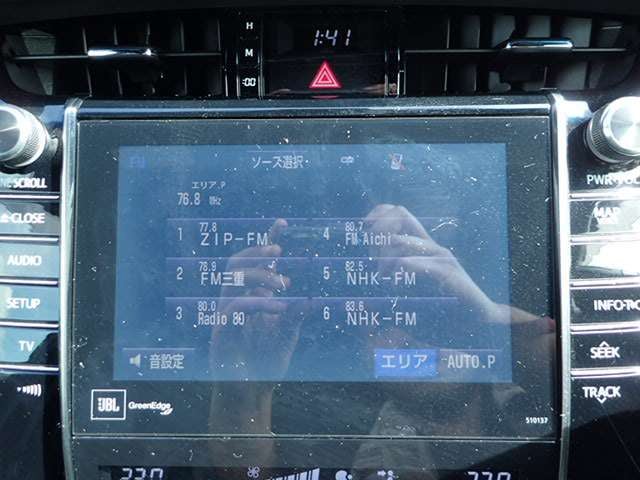 H
1:41
M
:00
SCROLL
PWR-
ソース選択
CLOSE
エリア.P
76.8 MHz
MAP
77.8
1 ZIP-FM
80.7
4 FM Aichi
AUDIO
78.9
2 FM三重
82.5
5 NHK-FM
SETUP
INFO-
80.0
3 Radio 80
83.6
6 NHK-FM
TV
SEEK
音設定
エリア
AUTO.P
TRACK
JBL GreenEdge
510137